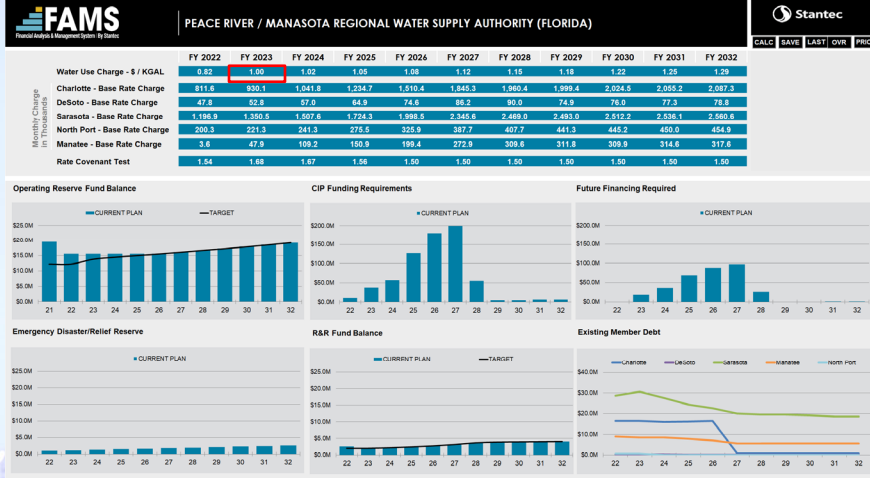 FAMS
Financial Analysis & Management System | By Stantec
PEACE RIVER / MANASOTA REGIONAL WATER SUPPLY AUTHORITY (FLORIDA)
Stantec
CALC SAVE LAST OVR PRIO
FY 2022 FY 2023 FY 2024 FY 2025 FY 2026 FY 2027 FY 2028 FY 2029 FY 2030 FY 2031 FY 2032
Water Use Charge - $ / KGAL 0.82 1.00 1.02 1.05 1.08 1.12 1.15 1.18 1.22 1.25 1.29
Monthly Charge in Thousands
Charlotte - Base Rate Charge 811.6 930.1 1,041.8 1,234.7 1,510.4 1,845.3 1,960.4 1,999.4 2,024.5 2,055.2 2,087.3
DeSoto - Base Rate Charge 47.8 52.8 57.0 64.9 74.6 86.2 90.0 74.9 76.0 77.3 78.8
Sarasota - Base Rate Charge 1,196.9 1,350.5 1,507.6 1,724.3 1,998.5 2,345.6 2,469.0 2,493.0 2,512.2 2,536.1 2,560.6
North Port - Base Rate Charge 200.3 221.3 241.3 275.5 325.9 387.7 407.7 441.3 445.2 450.0 454.9
Manatee - Base Rate Charge 3.6 47.9 109.2 150.9 199.4 272.9 309.6 311.8 309.9 314.6 317.6
Rate Covenant Test 1.54 1.68 1.67 1.56 1.50 1.50 1.50 1.50 1.50 1.50 1.50
Operating Reserve Fund Balance
CURRENT PLAN TARGET
$25.0M
$20.0M
$15.0M
$10.0M
$5.0M
$0.0M
21 22 23 24 25 26 27 28 29 30 31 32
CIP Funding Requirements
CURRENT PLAN
$200.0M
$150.0M
$100.0M
$50.0M
$0.0M
22 23 24 25 26 27 28 29 30 31 32
Future Financing Required
CURRENT PLAN
$200.0M
$150.0M
$100.0M
$50.0M
$0.0M
22 23 24 25 26 27 28 29 30 31 32
Emergency Disaster/Relief Reserve
CURRENT PLAN
$25.0M
$20.0M
$15.0M
$10.0M
$5.0M
$0.0M
22 23 24 25 26 27 28 29 30 31 32
R&R Fund Balance
CURRENT PLAN TARGET
$25.0M
$20.0M
$15.0M
$10.0M
$5.0M
$0.0M
22 23 24 25 26 27 28 29 30 31 32
Existing Member Debt
Charlotte DeSoto Sarasota Manatee North Port
$40.0M
$30.0M
$20.0M
$10.0M
$0.0M
22 23 24 25 26 27 28 29 30 31 32